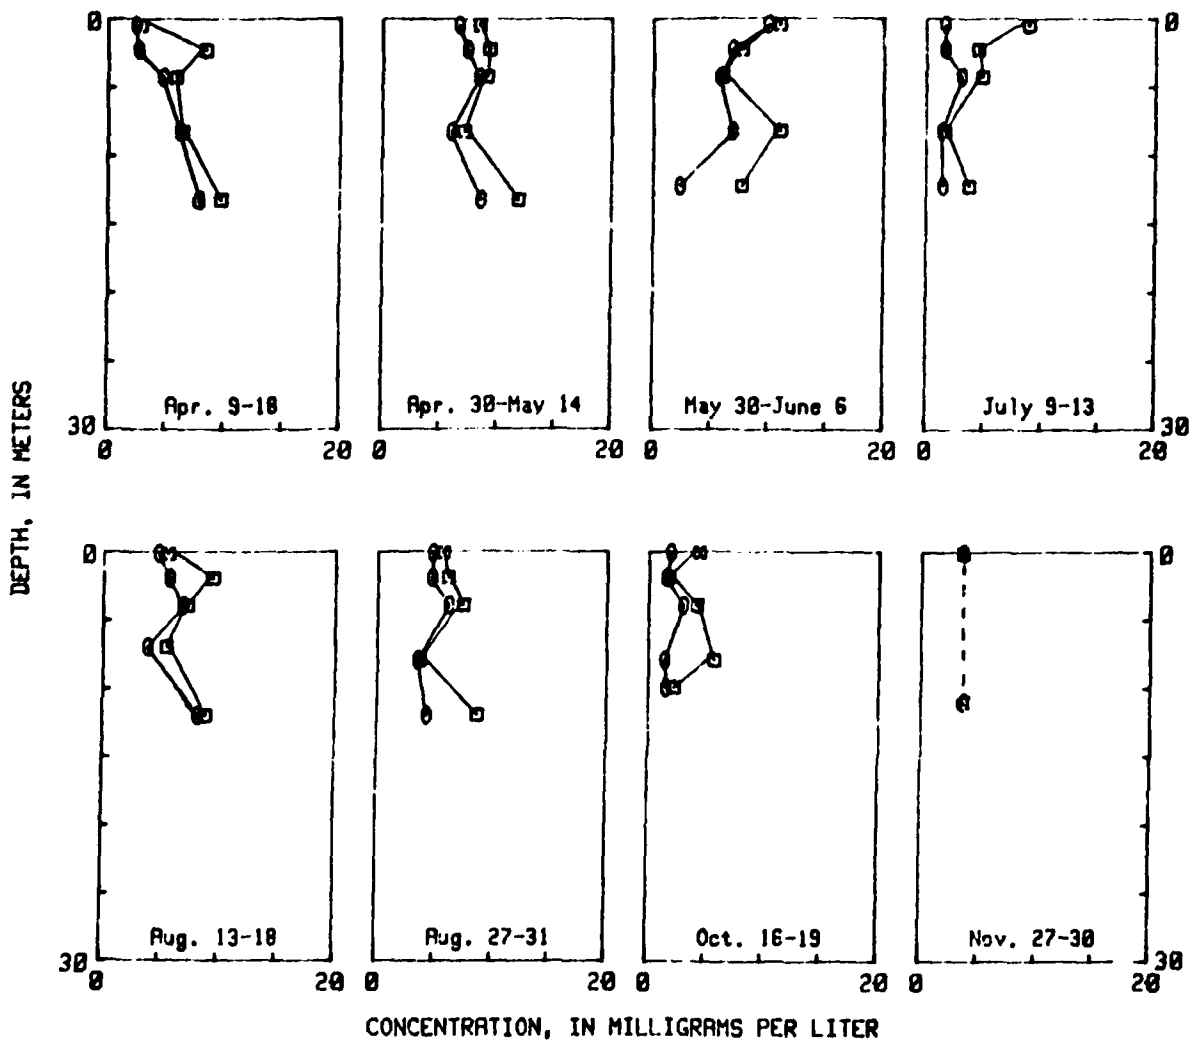 0
0
Apr. 9-18
Apr. 30-May 14
May 30-June 6
July 9-13
30
30
0 20 0 20 0 20 0 20
DEPTH, IN METERS
0
0
Aug. 13-18
Aug. 27-31
Oct. 16-19
Nov. 27-30
30
30
0 20 0 20 0 20 0 20
CONCENTRATION, IN MILLIGRAMS PER LITER